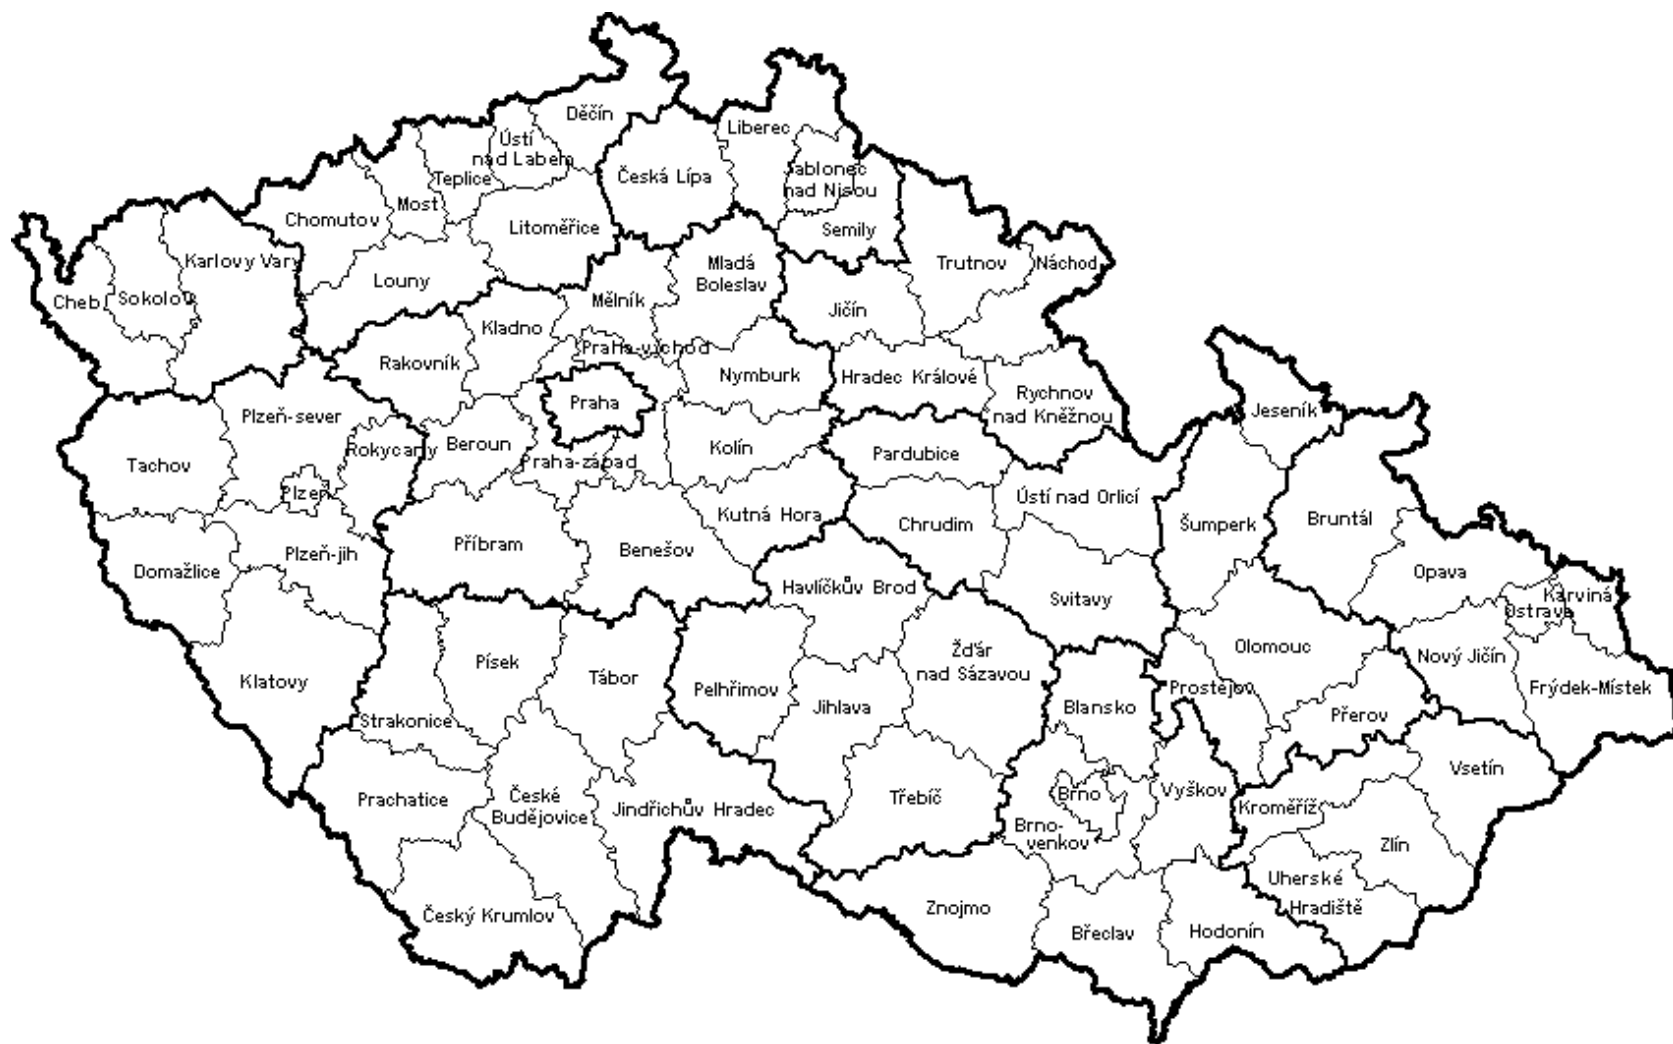 Děčín
Ústí
nad Labem
Liberec
Teplice
Česká Lípa
Jablonec
nad Nisou
Most
Chomutov
Litoměřice
Semily
Karlovy Vary
Louny
Mladá
Boleslav
Trutnov
Náchod
Cheb
Sokolov
Mělník
Jičín
Kladno
Praha-východ
Rakovník
Nymburk
Hradec Králové
Rychnov
nad Kněžnou
Praha
Jeseník
Plzeň-sever
Rokycany
Beroun
Kolín
Pardubice
Tachov
Praha-západ
Plzeň
Ústí nad Orlicí
Kutná Hora
Chrudim
Šumperk
Bruntál
Příbram
Benešov
Plzeň-jih
Domažlice
Opava
Havlíčkův Brod
Svitavy
Karviná
Ostrava
Písek
Žďár
nad Sázavou
Olomouc
Nový Jičín
Klatovy
Tábor
Pelhřimov
Prostějov
Frýdek-Místek
Jihlava
Blansko
Strakonice
Přerov
Vsetín
Prachatice
České
Budějovice
Jindřichův Hradec
Třebíč
Brno
Vyškov
Kroměříž
Brno-
venkov
Zlín
Uherské
Hradiště
Český Krumlov
Znojmo
Břeclav
Hodonín